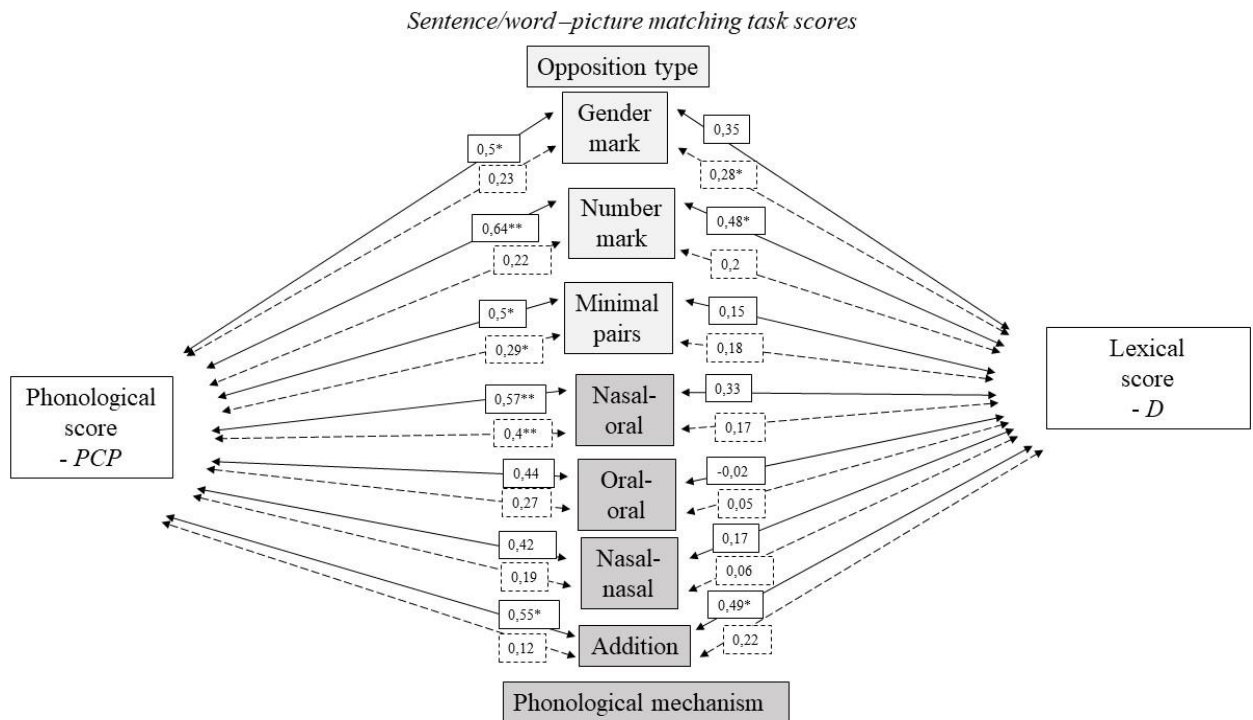 Sentence/word–picture matching task scores
Opposition type
Gender
mark
0,5*
0,23
0,35
0,28*
Number
mark
0,64**
0,22
0,48*
0,2
Minimal
pairs
0,5*
0,29*
0,15
0,18
Phonological
score
- PCP
Lexical
score
- D
Nasal-
oral
0,57**
0,4**
0,33
0,17
Oral-
oral
0,44
0,27
-0,02
0,05
Nasal-
nasal
0,42
0,19
0,17
0,06
Addition
0,55*
0,12
0,49*
0,22
Phonological mechanism